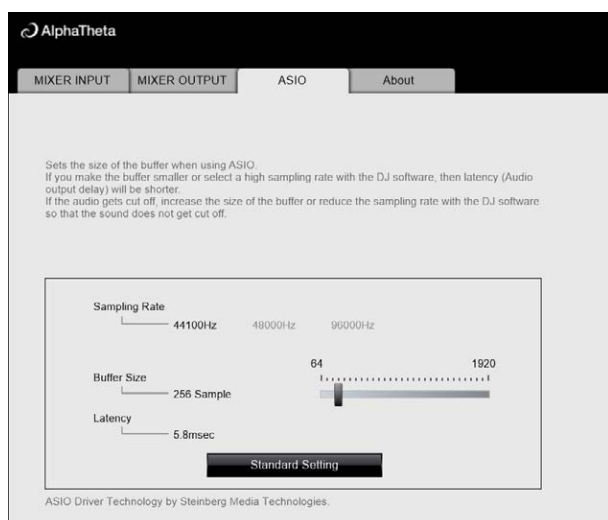 AlphaTheta
MIXER INPUT MIXER OUTPUT ASIO About
Sets the size of the buffer when using ASIO.
If you make the buffer smaller or select a high sampling rate with the DJ software, then latency (Audio
output delay) will be shorter.
If the audio gets cut off, increase the size of the buffer or reduce the sampling rate with the DJ software
so that the sound does not get cut off.
Sampling Rate
44100Hz 48000Hz 96000Hz
64 1920
Buffer Size
256 Sample
Latency
5.8msec
Standard Setting
ASIO Driver Technology by Steinberg Media Technologies.